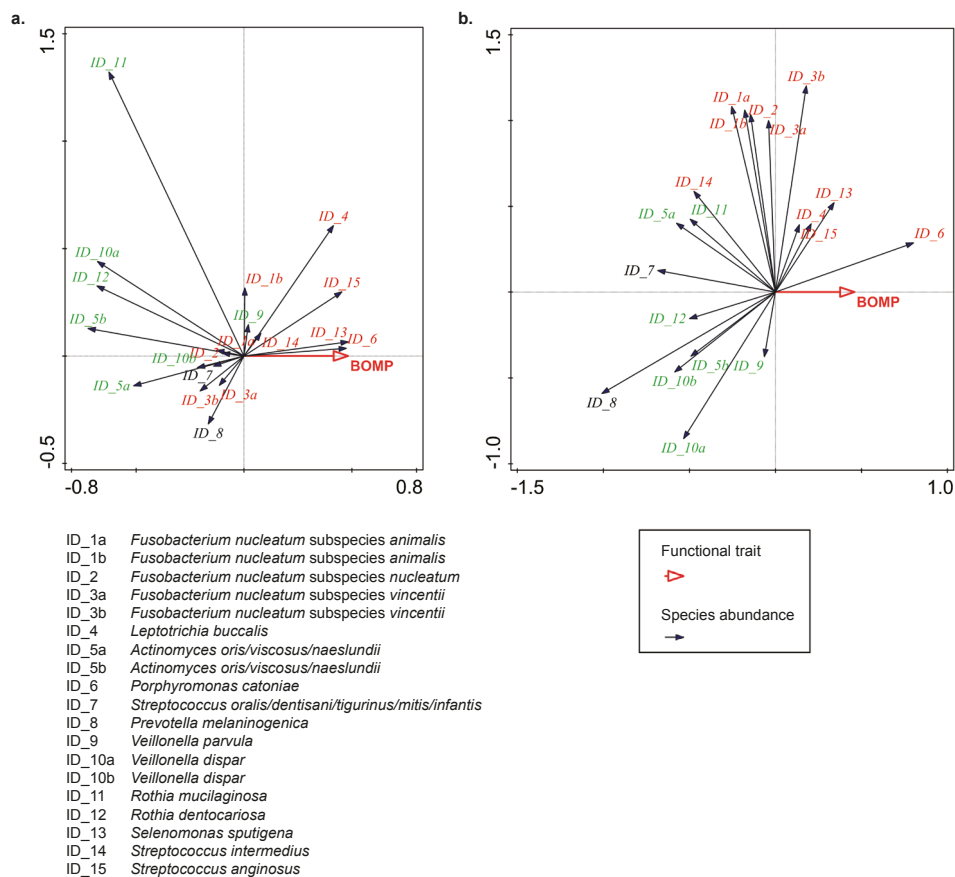 a.
1.5
ID_11
ID_4
ID_10a
ID_12
ID_1b
ID_15
ID_9
ID_5b
ID_13
ID_6
ID_14
ID_2
ID_10b
BOMP
ID_7
ID_5a
ID_3b
ID_3a
ID_8
-0.5
-0.8
0.8
b.
1.5
ID_3b
ID_1a
ID_2
ID_1b
ID_3a
ID_14
ID_13
ID_5a
ID_11
ID_4
ID_15
ID_6
ID_7
BOMP
ID_12
ID_5b
ID_9
ID_10b
ID_8
ID_10a
-1.0
-1.5
1.0
ID_1a Fusobacterium nucleatum subspecies animalis
ID_1b Fusobacterium nucleatum subspecies animalis
ID_2 Fusobacterium nucleatum subspecies nucleatum
ID_3a Fusobacterium nucleatum subspecies vincentii
ID_3b Fusobacterium nucleatum subspecies vincentii
ID_4 Leptotrichia buccalis
ID_5a Actinomyces oris/viscosus/naeslundii
ID_5b Actinomyces oris/viscosus/naeslundii
ID_6 Porphyromonas catoniae
ID_7 Streptococcus oralis/dentisani/tigurinus/mitis/infantis
ID_8 Prevotella melaninogenica
ID_9 Veillonella parvula
ID_10a Veillonella dispar
ID_10b Veillonella dispar
ID_11 Rothia mucilaginosa
ID_12 Rothia dentocariosa
ID_13 Selenomonas sputigena
ID_14 Streptococcus intermedius
ID_15 Streptococcus anginosus
Functional trait
Species abundance